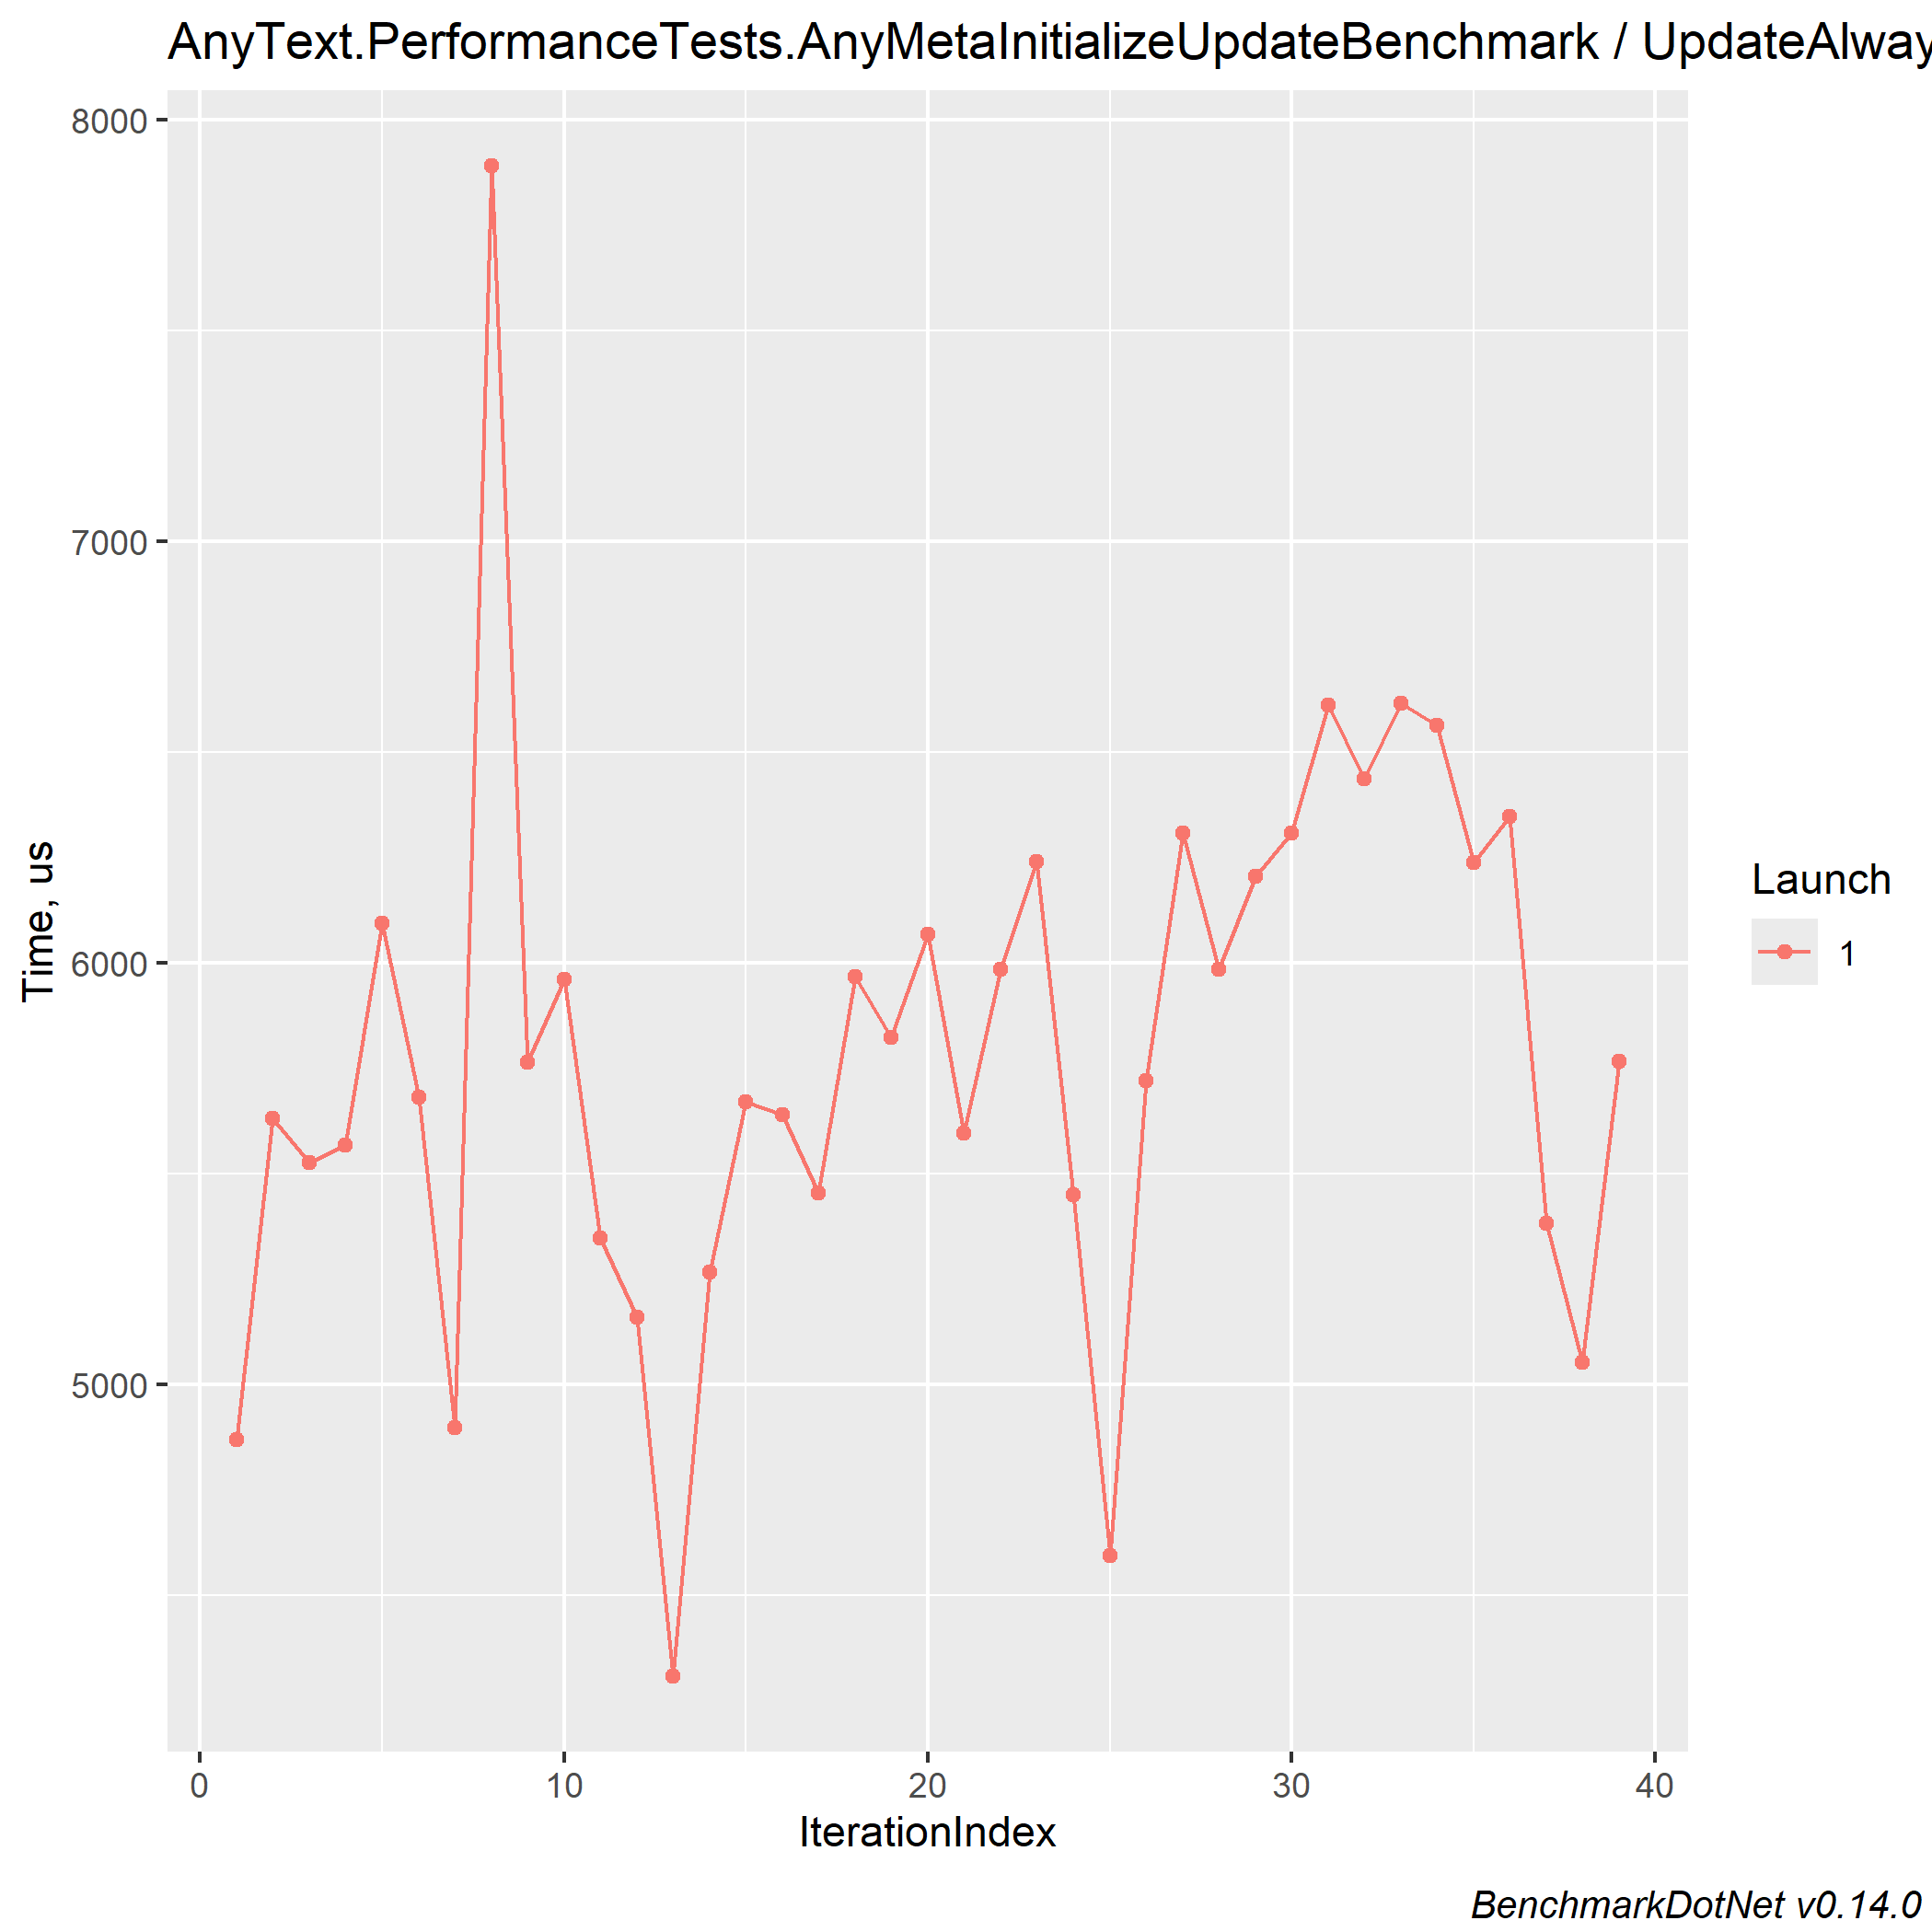 AnyText.PerformanceTests.AnyMetaInitializeUpdateBenchmark / UpdateAlway
8000
7000
6000
5000
Time, us
0 10 20 30 40
IterationIndex
Launch
1
BenchmarkDotNet v0.14.0